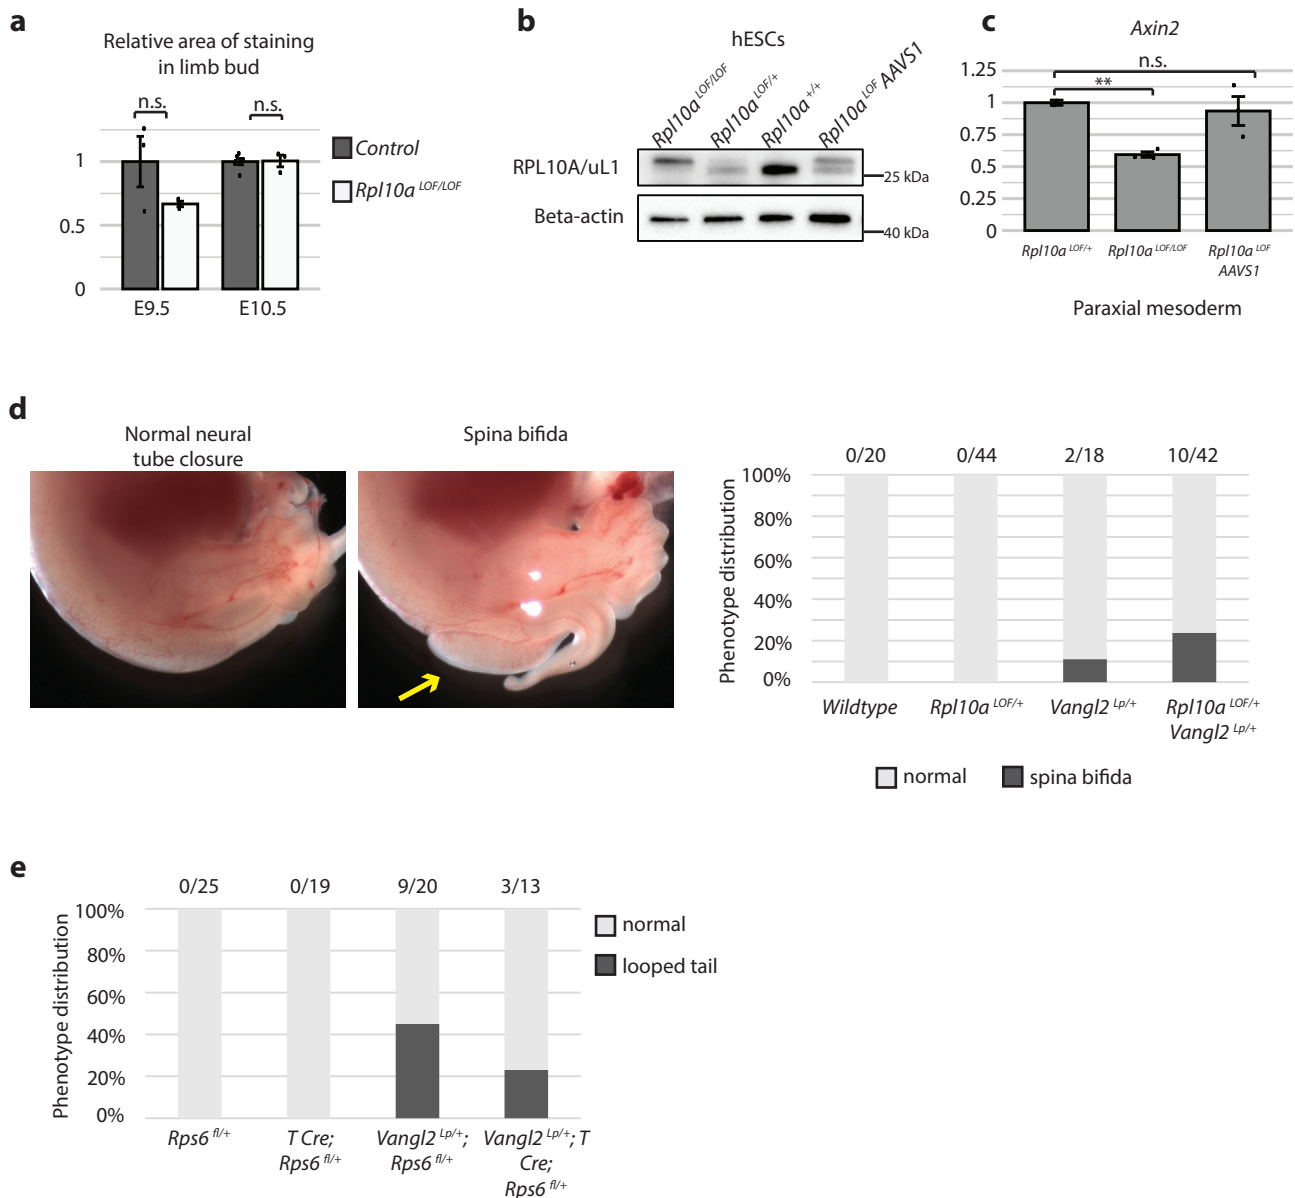 a
Relative area of staining
in limb bud
n.s.
n.s.
1
0.5
0
E9.5
E10.5
Control
Rpl10a LOF/LOF
b
hESCs
Rpl10a LOF/LOF
Rpl10a LOF/+
Rpl10a +/+
Rpl10a LOF AAVS1
RPL10A/uL1
25 kDa
Beta-actin
40 kDa
c
Axin2
n.s.
**
1.25
1
0.75
0.5
0.25
0
Rpl10a LOF/+
Rpl10a LOF/LOF
Rpl10a LOF
AAVS1
Paraxial mesoderm
d
Normal neural
tube closure
Spina bifida
0/20
0/44
2/18
10/42
Phenotype distribution
100%
80%
60%
40%
20%
0%
Wildtype
Rpl10a LOF/+
Vangl2 Lp/+
Rpl10a LOF/+
Vangl2 Lp/+
normal
spina bifida
e
0/25
0/19
9/20
3/13
Phenotype distribution
100%
80%
60%
40%
20%
0%
Rps6 fl/+
T Cre;
Rps6 fl/+
Vangl2 Lp/+;
Rps6 fl/+
Vangl2 Lp/+; T
Cre;
Rps6 fl/+
normal
looped tail